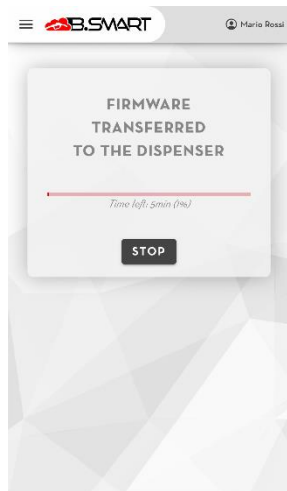 B.SMART
Mario Rossi
FIRMWARE
TRANSFERRED
TO THE DISPENSER
Time left: 5min (1%)
STOP